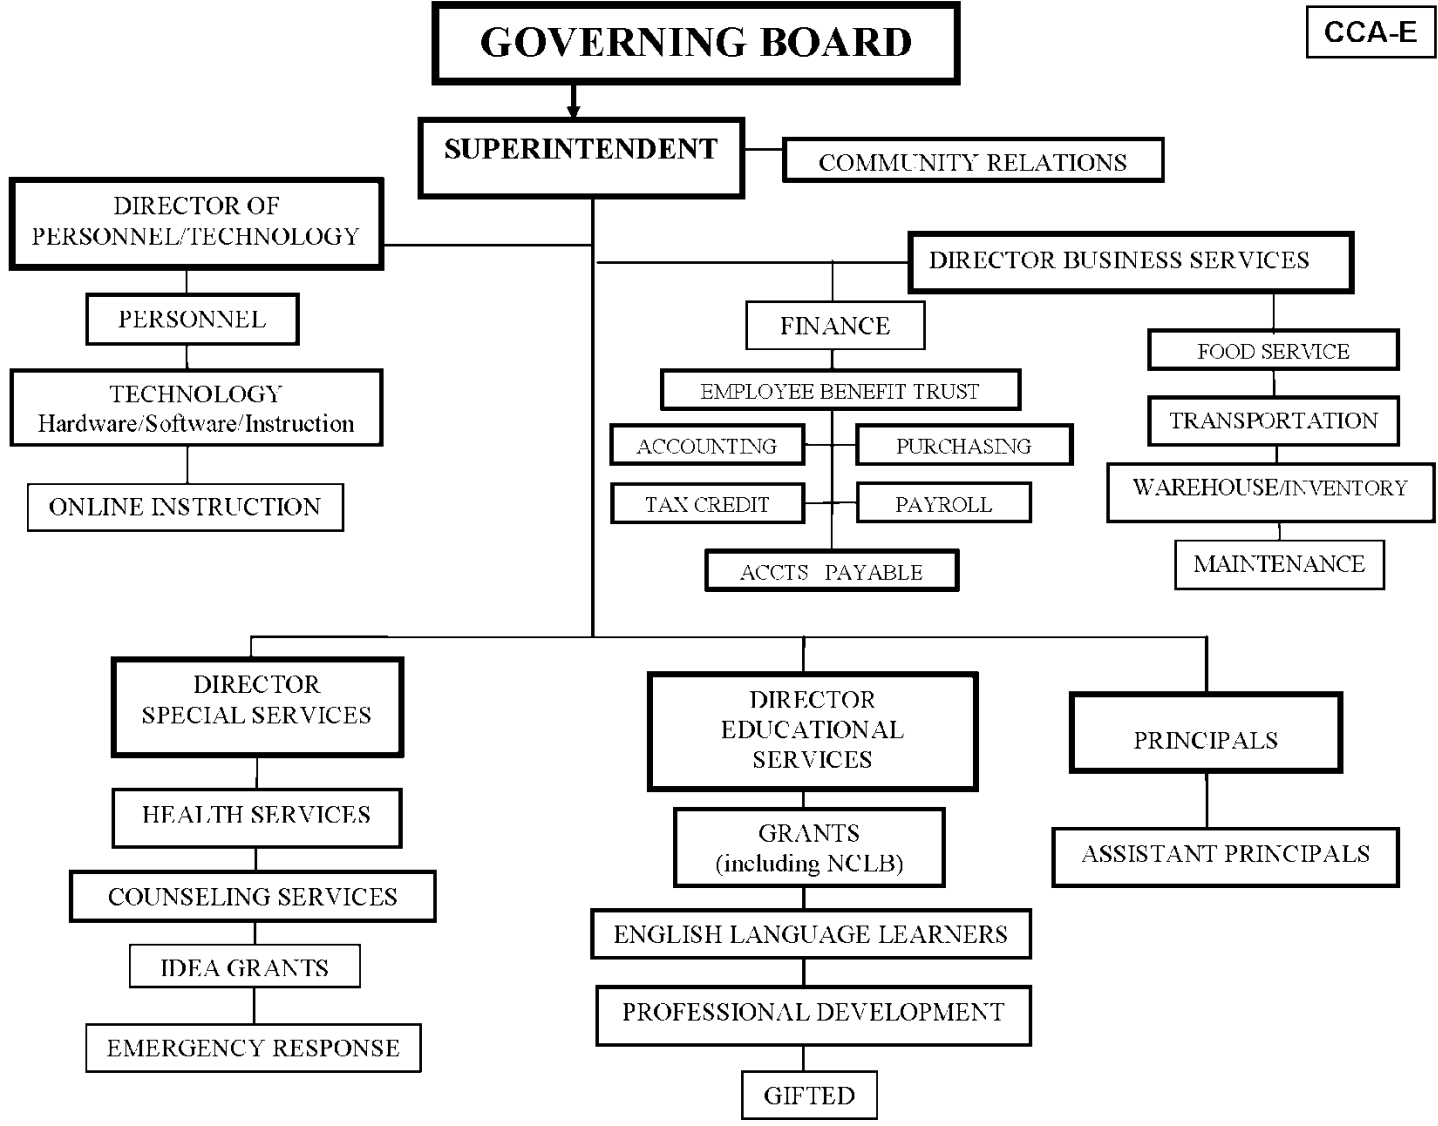 GOVERNING BOARD
CCA-E
SUPERINTENDENT
COMMUNITY RELATIONS
DIRECTOR OF
PERSONNEL/TECHNOLOGY
DIRECTOR BUSINESS SERVICES
PERSONNEL
FINANCE
FOOD SERVICE
TECHNOLOGY
Hardware/Software/Instruction
EMPLOYEE BENEFIT TRUST
TRANSPORTATION
ACCOUNTING
PURCHASING
WAREHOUSE/INVENTORY
ONLINE INSTRUCTION
TAX CREDIT
PAYROLL
MAINTENANCE
ACCTS PAYABLE
DIRECTOR
SPECIAL SERVICES
DIRECTOR
EDUCATIONAL
SERVICES
PRINCIPALS
HEALTH SERVICES
GRANTS
(including NCLB)
ASSISTANT PRINCIPALS
COUNSELING SERVICES
ENGLISH LANGUAGE LEARNERS
IDEA GRANTS
PROFESSIONAL DEVELOPMENT
EMERGENCY RESPONSE
GIFTED